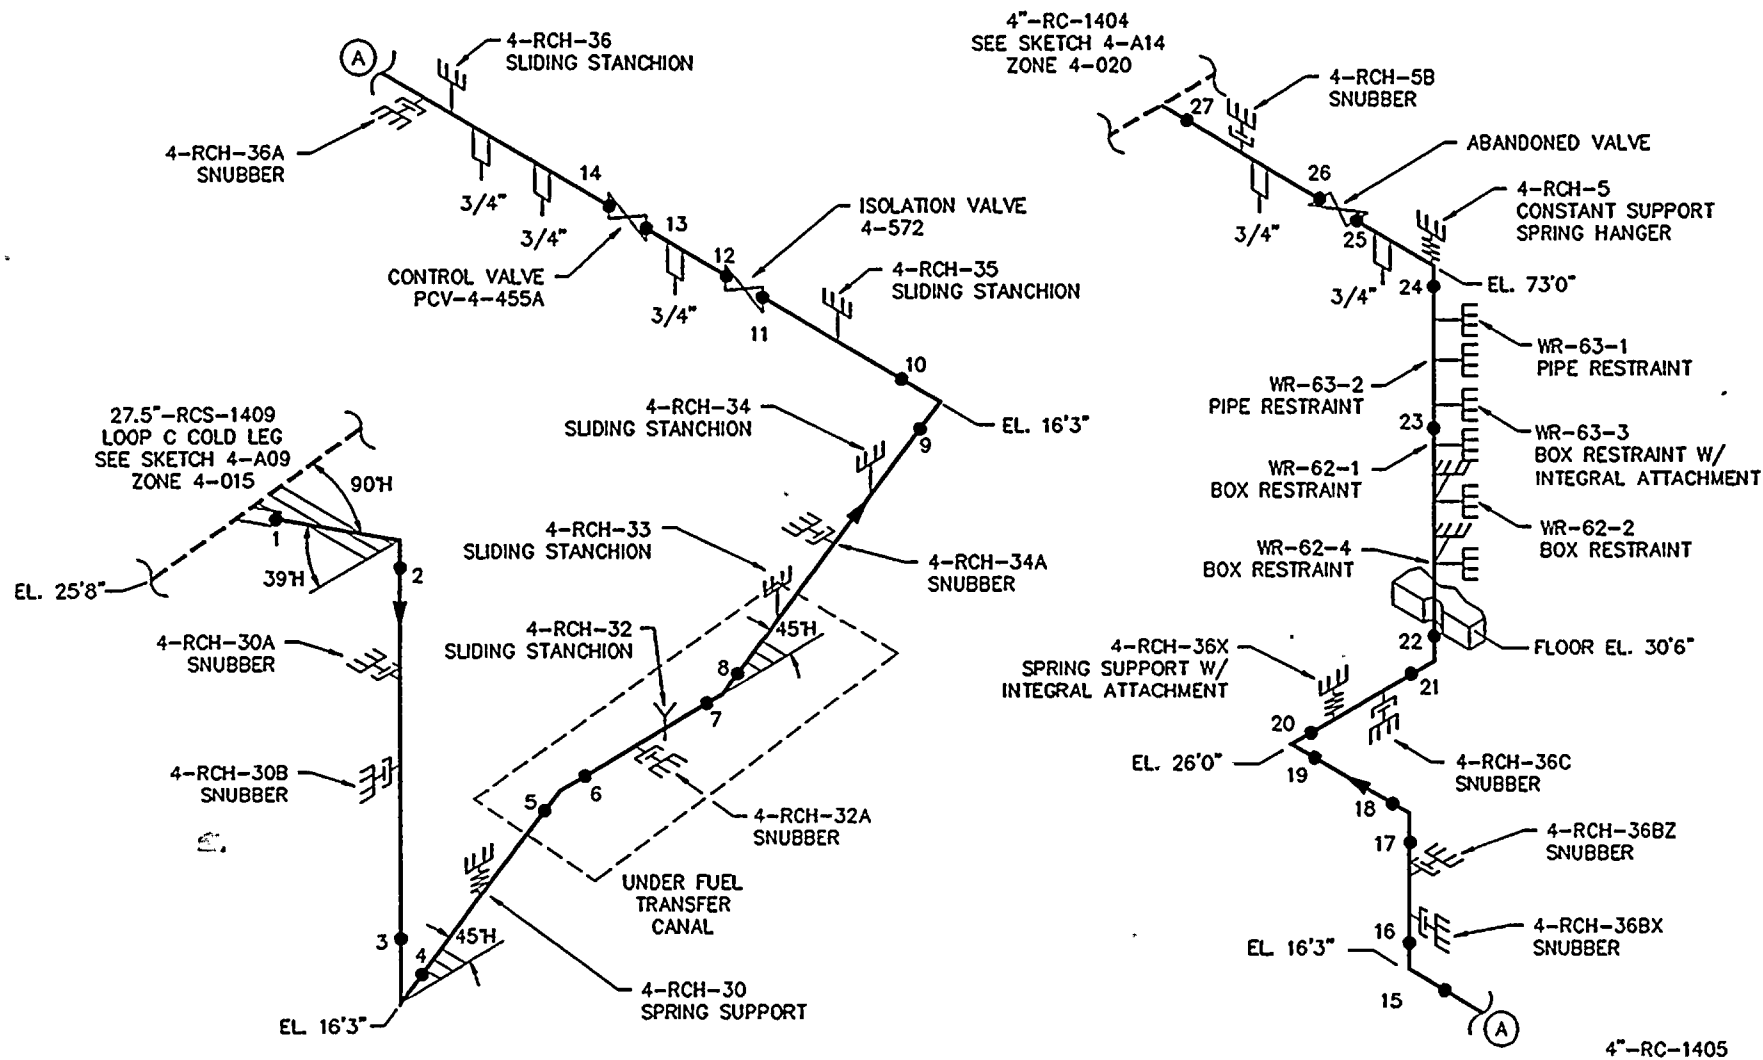 A
4-RCH-36
SLIDING STANCHION
4-RCH-36A
SNUBBER
3/4"
3/4"
14
13
3/4"
12
11
ISOLATION VALVE
4-572
CONTROL VALVE
PCV-4-455A
4-RCH-35
SLIDING STANCHION
10
EL. 16'3"
9
4-RCH-34
SLIDING STANCHION
27.5"-RCS-1409
LOOP C COLD LEG
SEE SKETCH 4-A09
ZONE 4-015
90°H
1
39°H
EL. 25'8"
2
4-RCH-33
SLIDING STANCHION
4-RCH-34A
SNUBBER
4-RCH-30A
SNUBBER
4-RCH-32
SLIDING STANCHION
45°H
8
7
4-RCH-30B
SNUBBER
6
5
4-RCH-32A
SNUBBER
UNDER FUEL
TRANSFER
CANAL
3
4
45°H
4-RCH-30
SPRING SUPPORT
EL. 16'3"
4"-RC-1404
SEE SKETCH 4-A14
ZONE 4-020
27
4-RCH-5B
SNUBBER
3/4"
26
ABANDONED VALVE
25
3/4"
4-RCH-5
CONSTANT SUPPORT
SPRING HANGER
24
EL. 73'0"
WR-63-1
PIPE RESTRAINT
WR-63-2
PIPE RESTRAINT
23
WR-63-3
BOX RESTRAINT W/
INTEGRAL ATTACHMENT
WR-62-1
BOX RESTRAINT
WR-62-2
BOX RESTRAINT
WR-62-4
BOX RESTRAINT
22
FLOOR EL. 30'6"
4-RCH-36X
SPRING SUPPORT W/
INTEGRAL ATTACHMENT
21
20
EL. 26'0"
19
4-RCH-36C
SNUBBER
18
17
4-RCH-36BZ
SNUBBER
16
4-RCH-36BX
SNUBBER
EL. 16'3"
15
A
4"-RC-1405